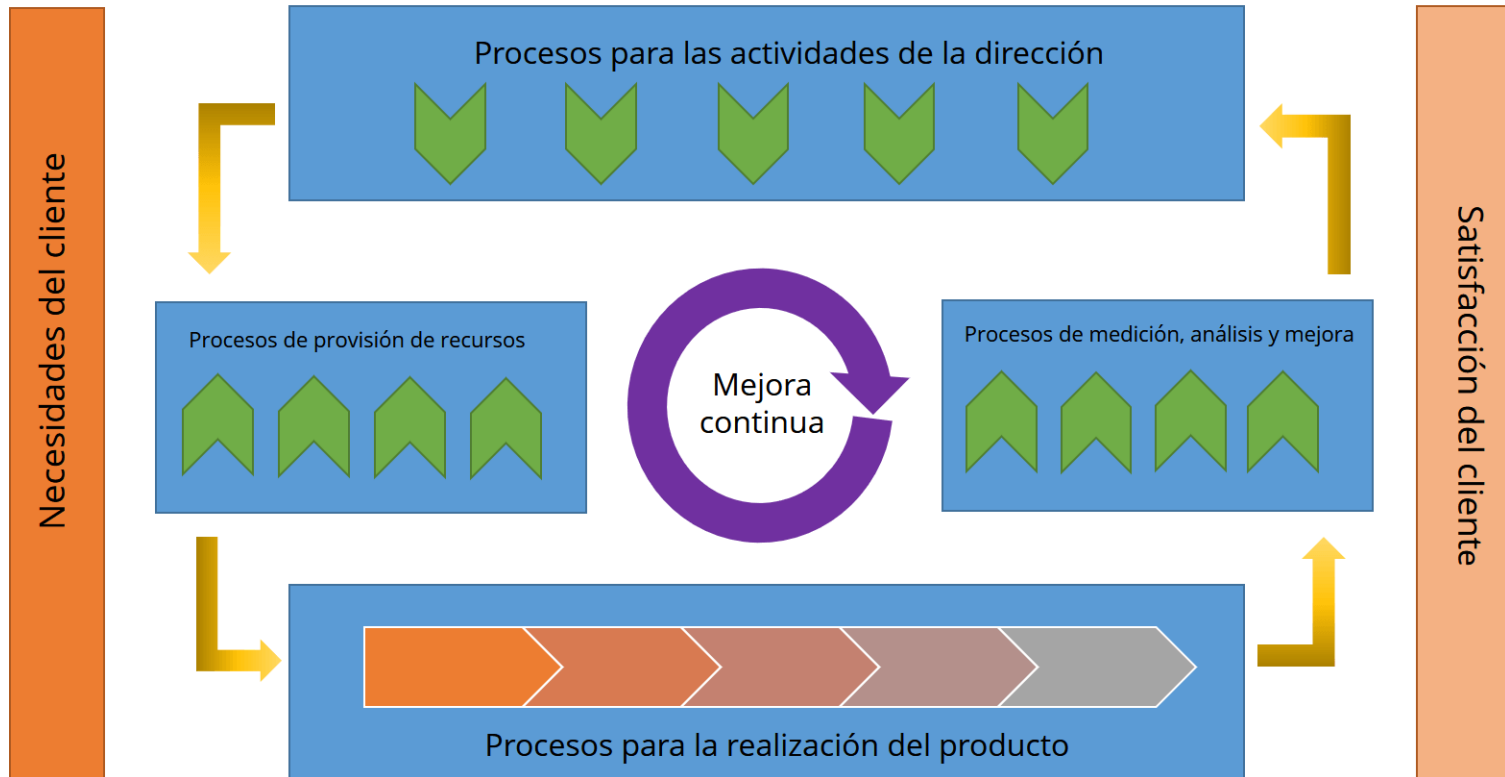 Necesidades del cliente
Procesos para las actividades de la dirección
Procesos de provisión de recursos
Mejora
continua
Procesos de medición, análisis y mejora
Procesos para la realización del producto
Satisfacción del cliente